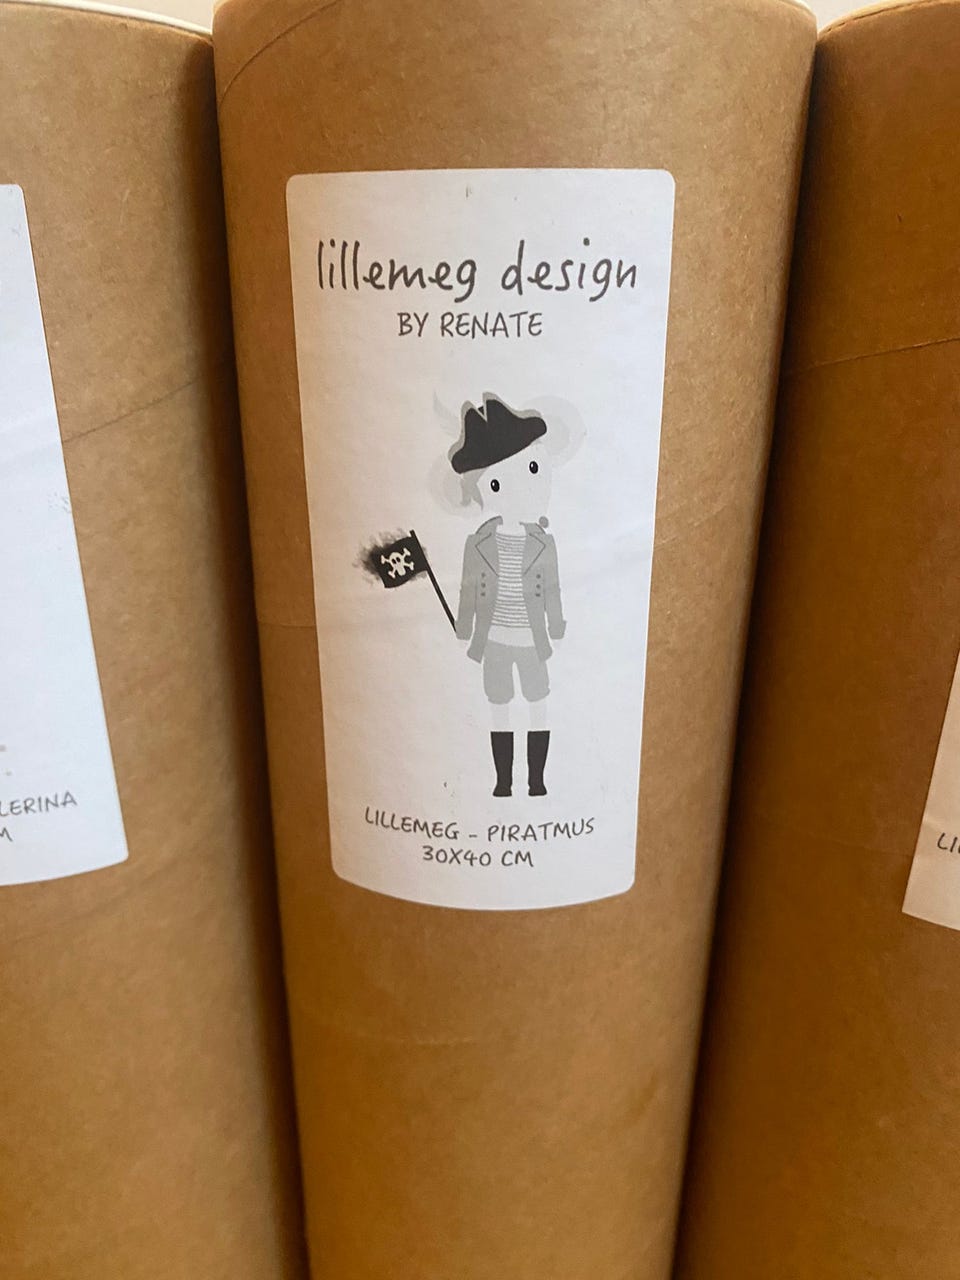 lillemeg design
BY RENATE
LILLEMEG - PIRATMUS
30X40 CM
LERINA
M